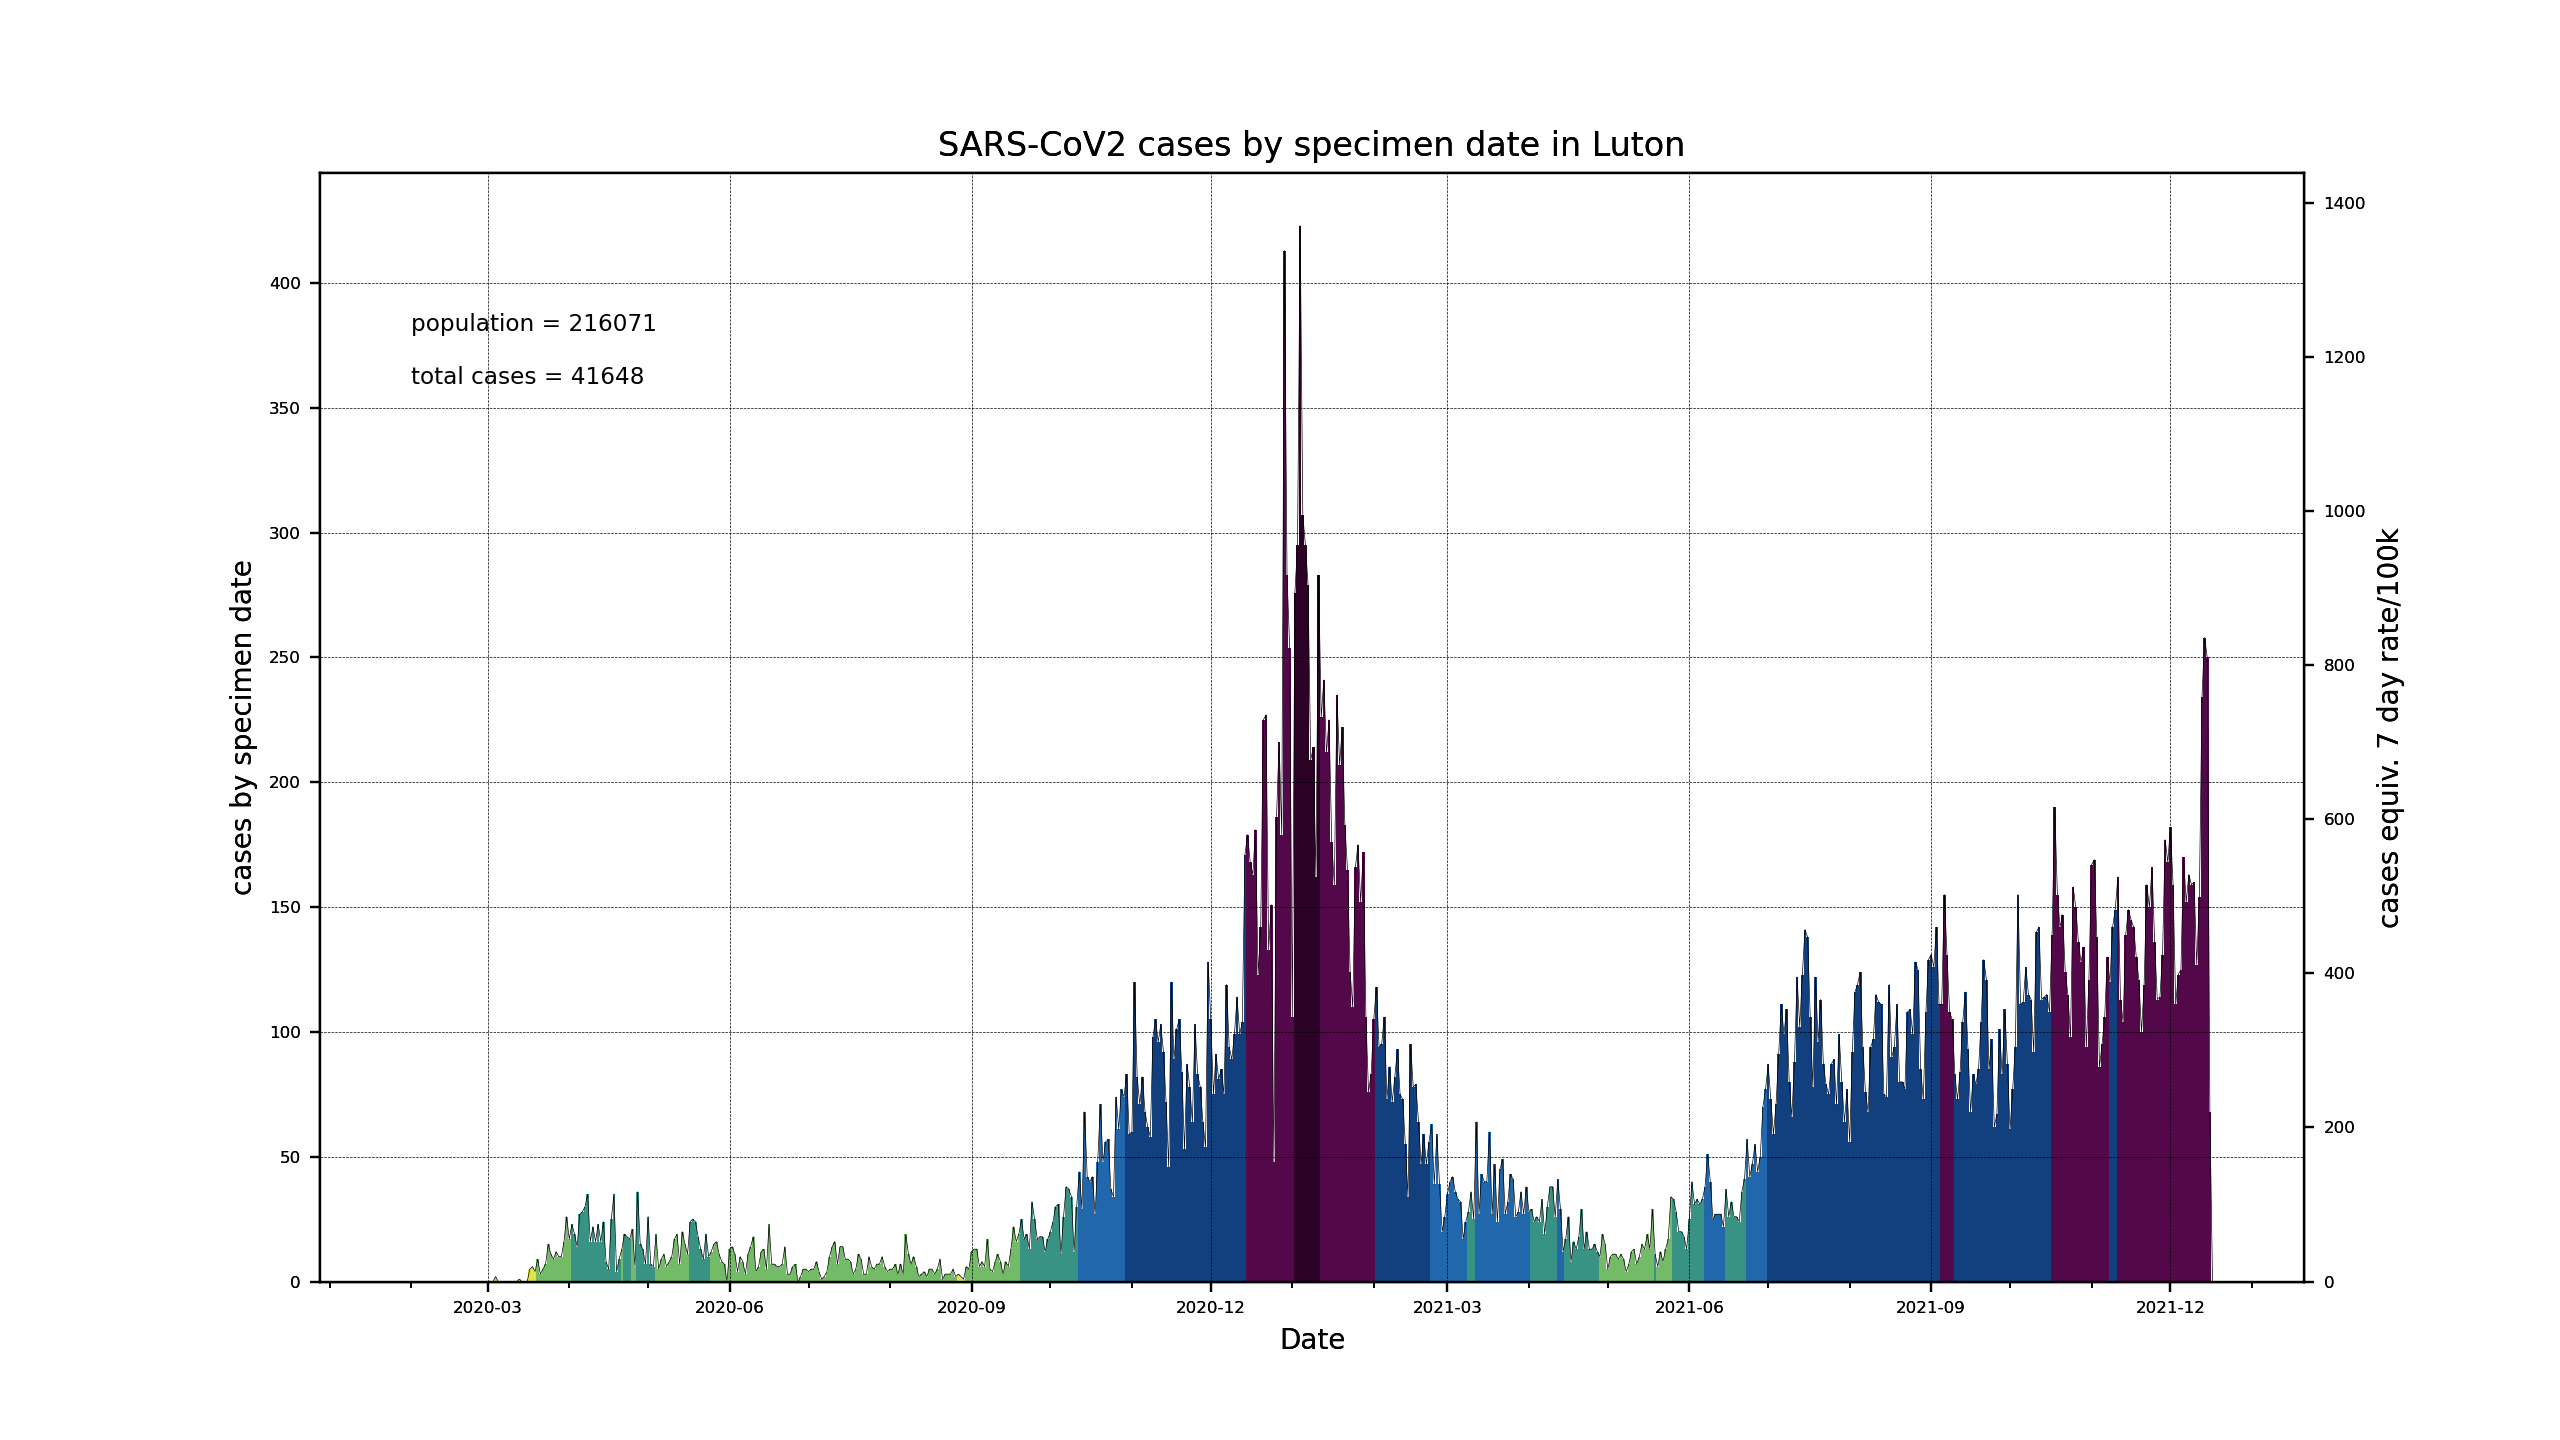 SARS-CoV2 cases by specimen date in Luton
population = 216071
total cases = 41648
cases by specimen date
400
350
300
250
200
150
100
50
0
1400
1200
1000
800
600
400
200
0
cases equiv. 7 day rate/100k
2020-03 2020-06 2020-09 2020-12 2021-03 2021-06 2021-09 2021-12
Date